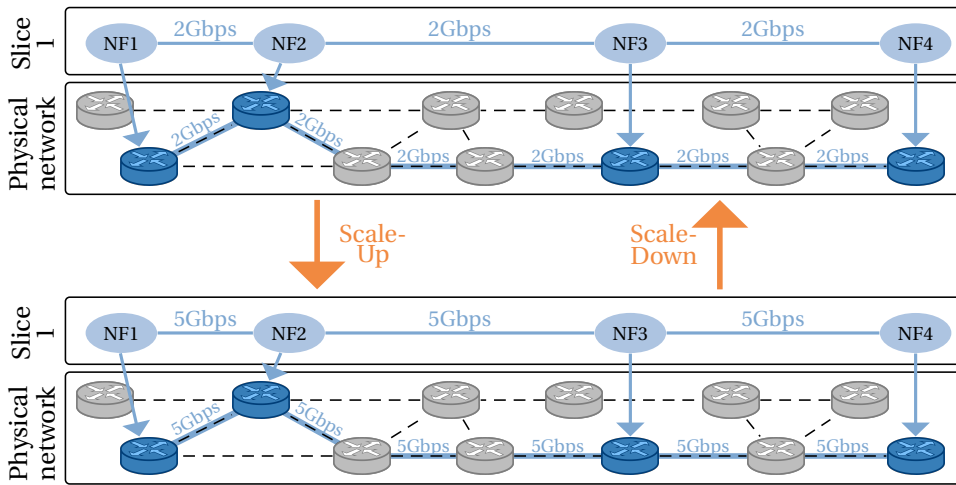 Slice
1
2Gbps 2Gbps 2Gbps
NF1 NF2 NF3 NF4
Physical
network
2Gbps 2Gbps
2Gbps 2Gbps 2Gbps 2Gbps
Scale-
Up
Scale-
Down
Slice
1
5Gbps 5Gbps 5Gbps
NF1 NF2 NF3 NF4
Physical
network
5Gbps 5Gbps
5Gbps 5Gbps 5Gbps 5Gbps